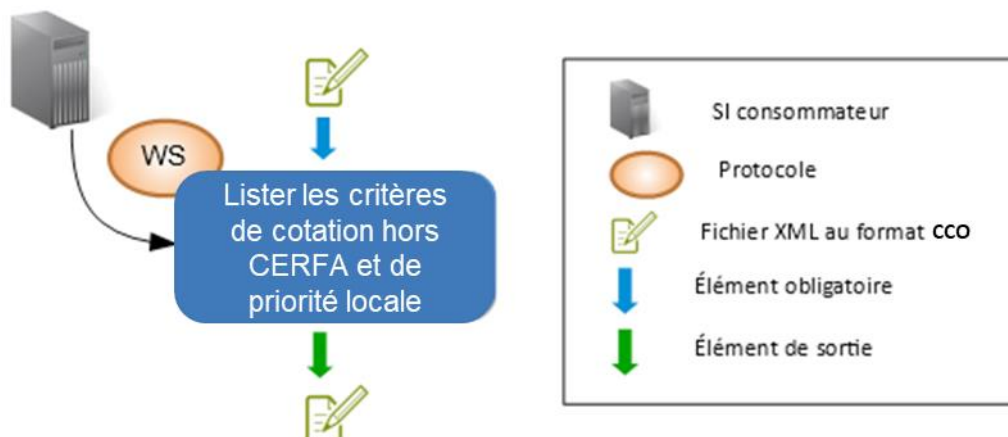 WS
Lister les critères
de cotation hors
CERFA et de
priorité locale
SI consommateur
Protocole
Fichier XML au format cco
Élément obligatoire
Élément de sortie